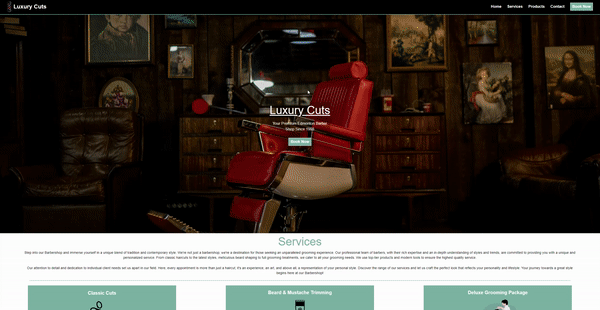 Luxury Cuts
Home Services Products Contact Book Now
Luxury Cuts
Your Premium Edmonton Barber
Shop Since 1988
Book Now
Services
Step into our Barbershop and immerse yourself in a unique blend of tradition and contemporary style. We're not just a barbershop; we're a destination for those seeking an unparalleled grooming experience. Our professional team of barbers, with their rich expertise and an in-depth understanding of styles and trends, are committed to providing you with a unique and
personalized service. From classic haircuts to the latest styles, meticulous beard shaping to full grooming treatments, we cater to all your grooming needs. We use top-tier products and modern tools to ensure the highest quality service.
Our attention to detail and dedication to individual client needs set us apart in our field. Here, every appointment is more than just a haircut; it's an experience, an art, and above all, a representation of your personal style. Discover the range of our services and let us craft the perfect look that reflects your personality and lifestyle. Your journey towards a great style
begins here at our Barbershop!
Classic Cuts
Beard & Mustache Trimming
Deluxe Grooming Package